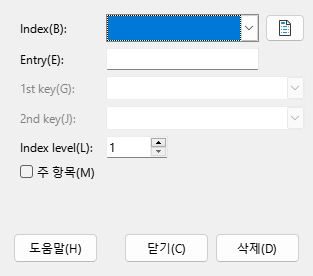 Index(B):
Entry(E):
1st key(G):
2nd key(J):
Index level(L): 1
주 항목(M)
도움말(H) 닫기(C) 삭제(D)